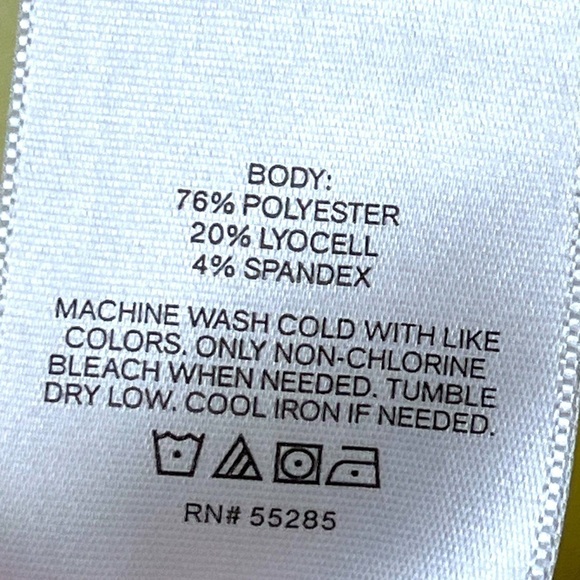 BODY:
76% POLYESTER
20% LYOCELL
4% SPANDEX
MACHINE WASH COLD WITH LIKE
COLORS. ONLY NON-CHLORINE
BLEACH WHEN NEEDED. TUMBLE
DRY LOW. COOL IRON IF NEEDED.
RN# 55285